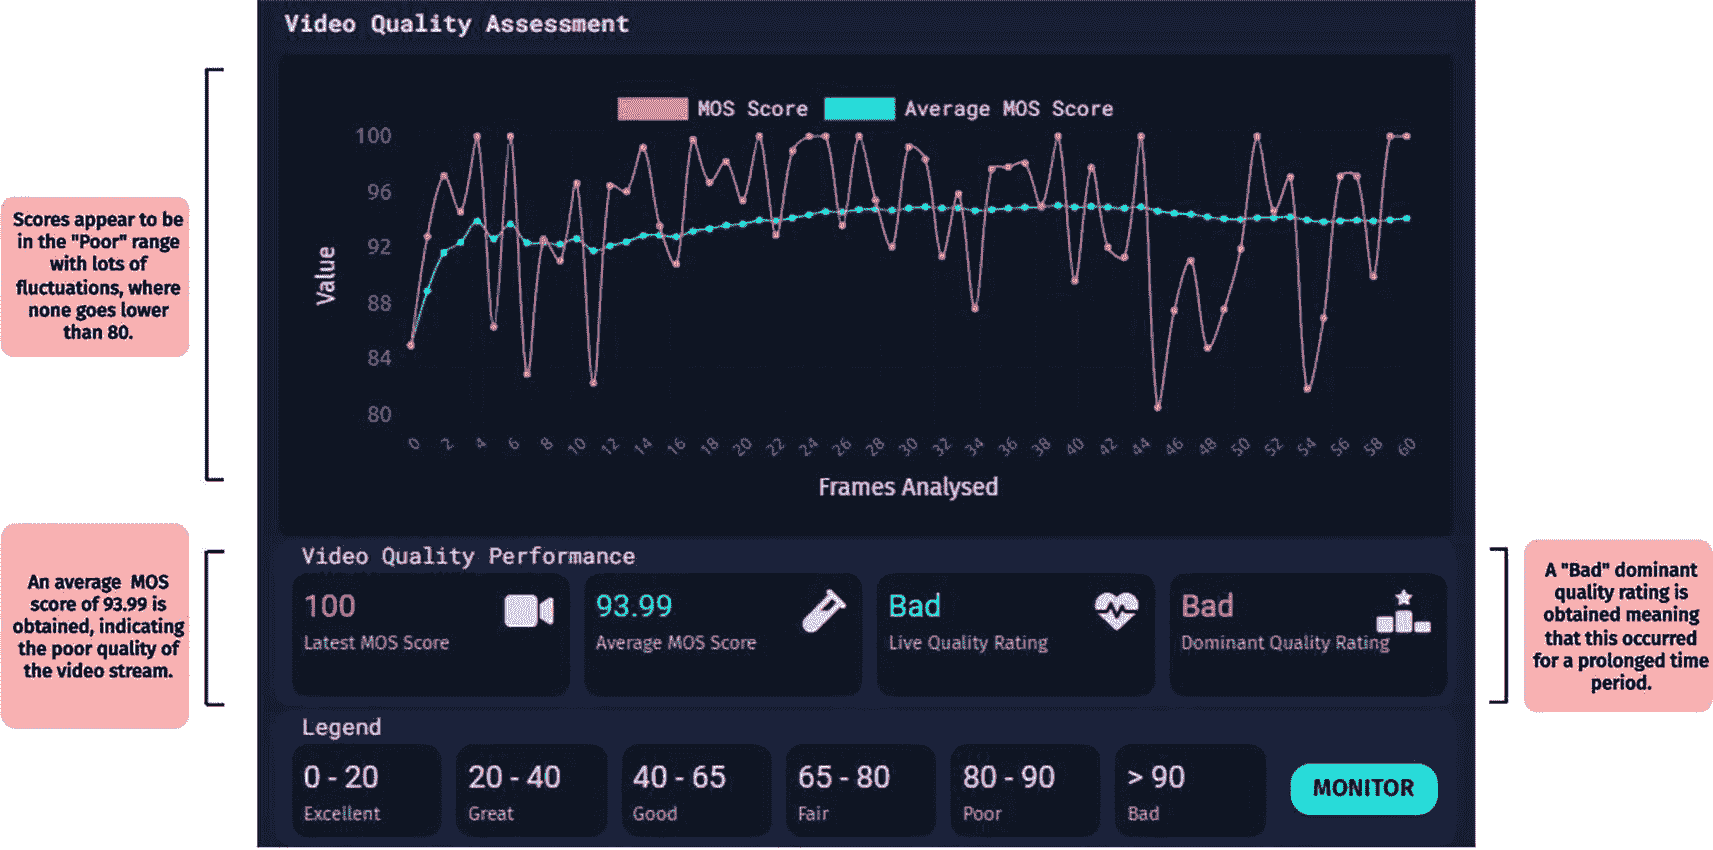 Video Quality Assessment
MOS Score
Average MOS Score
100
96
92
88
84
80
Value
0 2 4 6 8 10 12 14 16 18 20 22 24 26 28 30 32 34 36 38 40 42 44 46 48 50 52 54 56 58 60
Frames Analysed
Scores appear to be
in the "Poor" range
with lots of
fluctuations, where
none goes lower
than 80.
Video Quality Performance
100
Latest MOS Score
93.99
Average MOS Score
Bad
Live Quality Rating
Bad
Dominant Quality Rating
An average MOS
score of 93.99 is
obtained, indicating
the poor quality of
the video stream.
A "Bad" dominant
quality rating is
obtained meaning
that this occurred
for a prolonged time
period.
Legend
0 - 20
Excellent
20 - 40
Great
40 - 65
Good
65 - 80
Fair
80 - 90
Poor
> 90
Bad
MONITOR